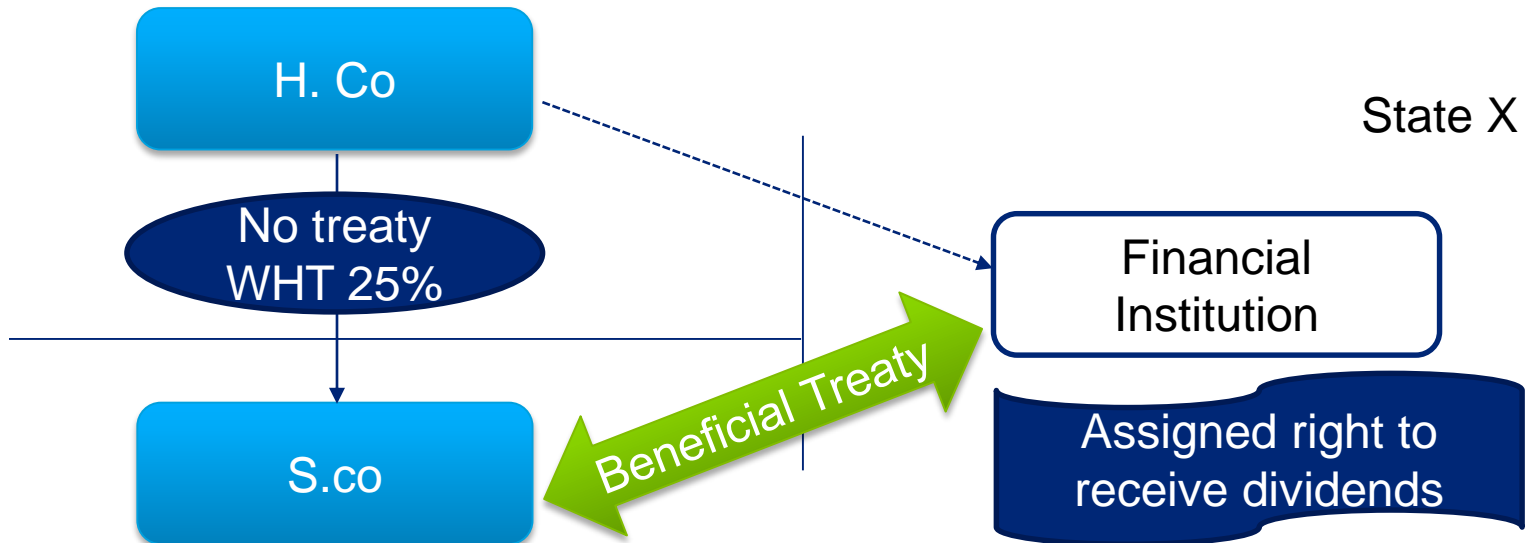 H. Co
State X
No treaty
WHT 25%
Financial
Institution
Beneficial Treaty
Assigned right to
receive dividends
S.co